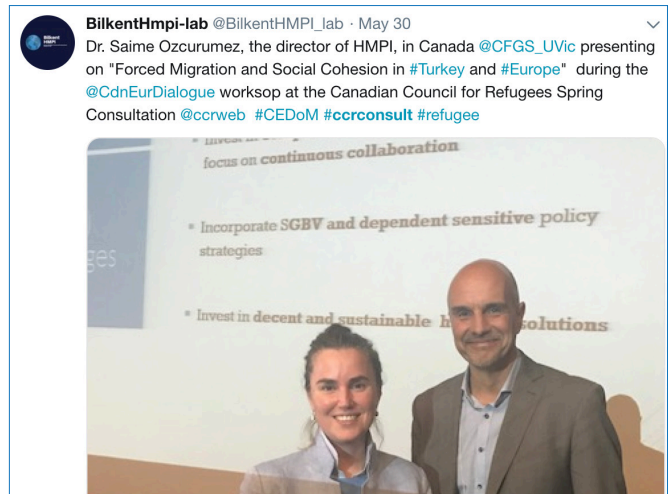 BilkentHmpi-lab @BilkentHMPI_lab · May 30
Dr. Saime Ozcurumez, the director of HMPI, in Canada @CFGS_UVic presenting
on "Forced Migration and Social Cohesion in #Turkey and #Europe" during the
@CdnEurDialogue worksop at the Canadian Council for Refugees Spring
Consultation @ccrweb #CEDoM #ccrconsult #refugee
Bilkent
HMPI
focus on continuous collaboration
• Incorporate SGBV and dependent sensitive policy
strategies
• Invest in decent and sustainable